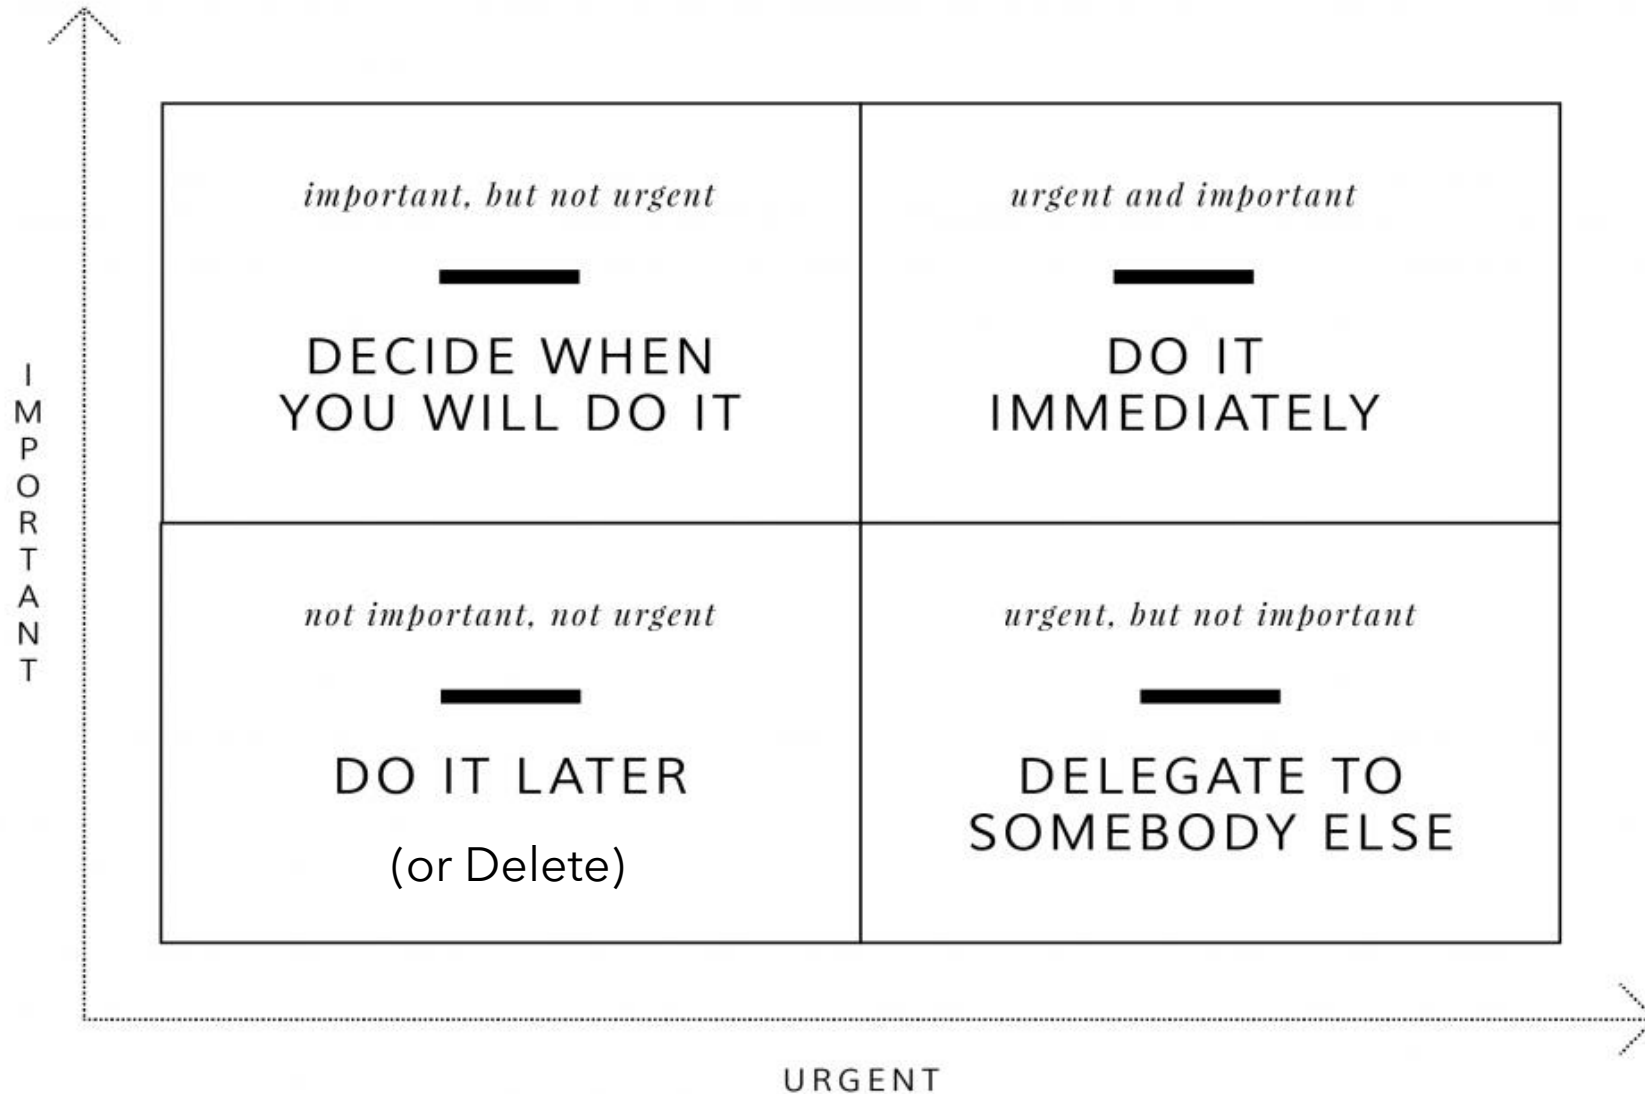 important, but not urgent
DECIDE WHEN
YOU WILL DO IT
urgent and important
DO IT
IMMEDIATELY
not important, not urgent
DO IT LATER
(or Delete)
urgent, but not important
DELEGATE TO
SOMEBODY ELSE
IMPORTANT
URGENT